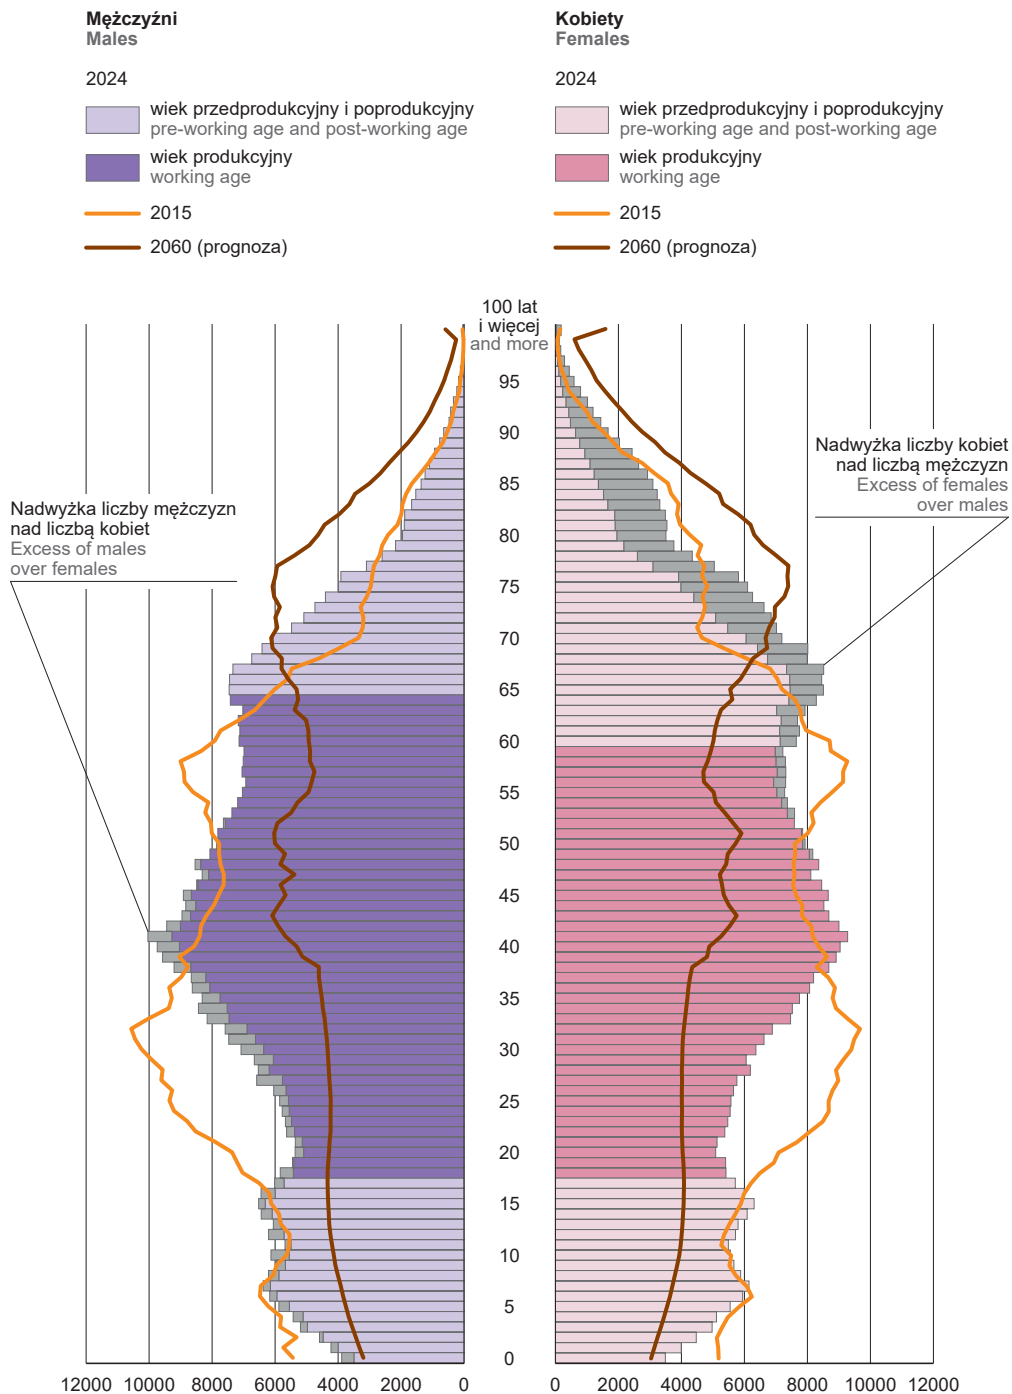 Mężczyźni
Males
2024
wiek przedprodukcyjny i poprodukcyjny
pre-working age and post-working age
wiek produkcyjny
working age
2015
2060 (prognoza)
Kobiety
Females
2024
wiek przedprodukcyjny i poprodukcyjny
pre-working age and post-working age
wiek produkcyjny
working age
2015
2060 (prognoza)
100 lat
i więcej
and more
95
90
85
80
75
70
65
60
55
50
45
40
35
30
25
20
15
10
5
0
Nadwyżka liczby mężczyzn
nad liczbą kobiet
Excess of males
over females
Nadwyżka liczby kobiet
nad liczbą mężczyzn
Excess of females
over males
12000 10000 8000 6000 4000 2000 0
0 2000 4000 6000 8000 10000 12000